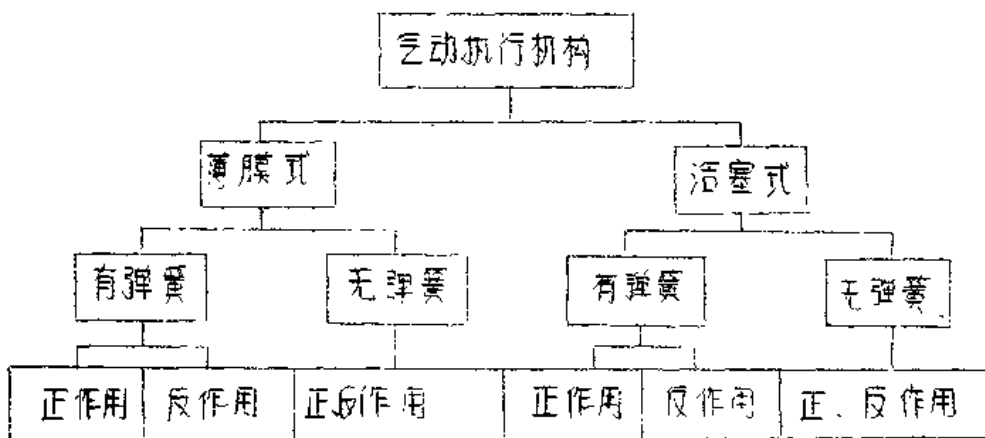 气动执行机构
薄膜式 活塞式
有弹簧 无弹簧 有弹簧 无弹簧
正作用 反作用 正反作用 正作用 反作用 正、反作用